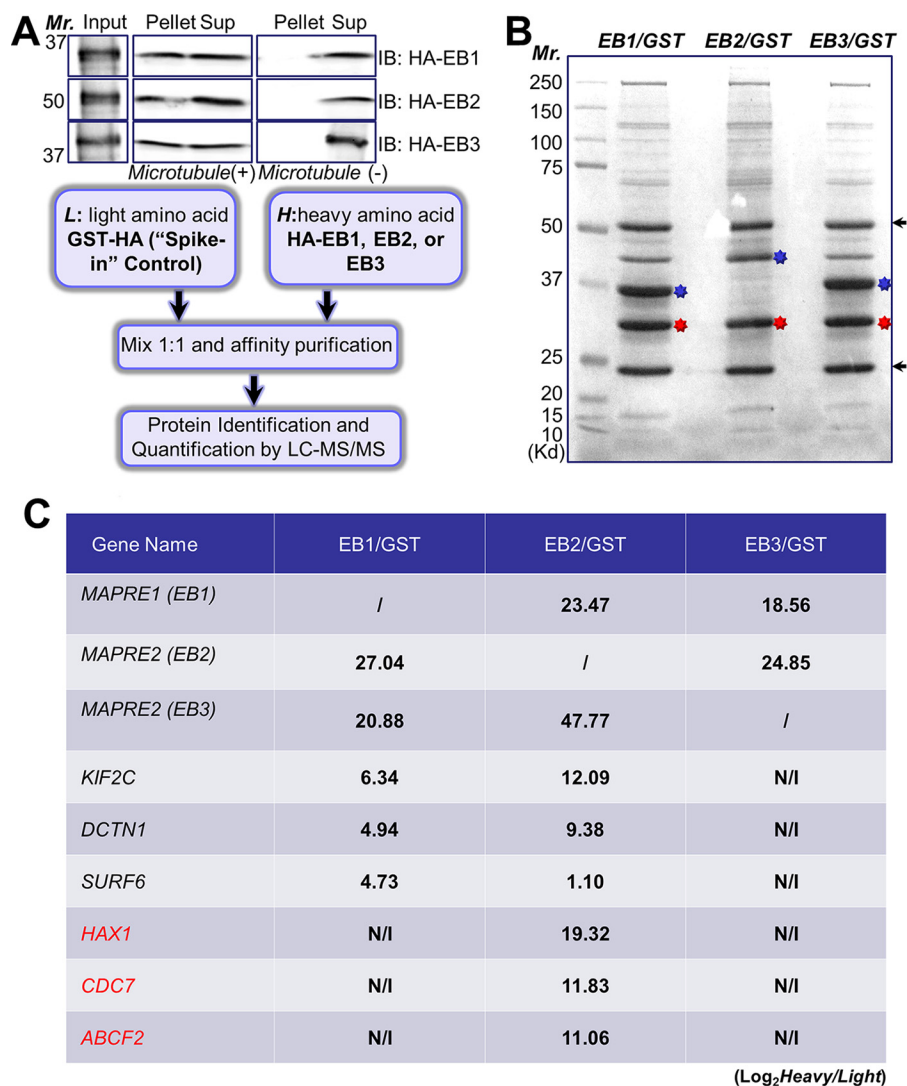 A
Mr. Input Pellet Sup Pellet Sup
37
IB: HA-EB1
50
IB: HA-EB2
37
IB: HA-EB3
Microtubule(+) Microtubule (-)
L: light amino acid
GST-HA ("Spike-
in" Control)
H:heavy amino acid
HA-EB1, EB2, or
EB3
Mix 1:1 and affinity purification
Protein Identification and
Quantification by LC-MS/MS
B
Mr. EB1/GST EB2/GST EB3/GST
250
150
100
75
50
37
25
20
15
10
(Kd)
C
Gene Name EB1/GST EB2/GST EB3/GST
MAPRE1 (EB1) / 23.47 18.56
MAPRE2 (EB2) 27.04 / 24.85
MAPRE2 (EB3) 20.88 47.77 /
KIF2C 6.34 12.09 N/I
DCTN1 4.94 9.38 N/I
SURF6 4.73 1.10 N/I
HAX1 N/I 19.32 N/I
CDC7 N/I 11.83 N/I
ABCF2 N/I 11.06 N/I
(Log2Heavy/Light)